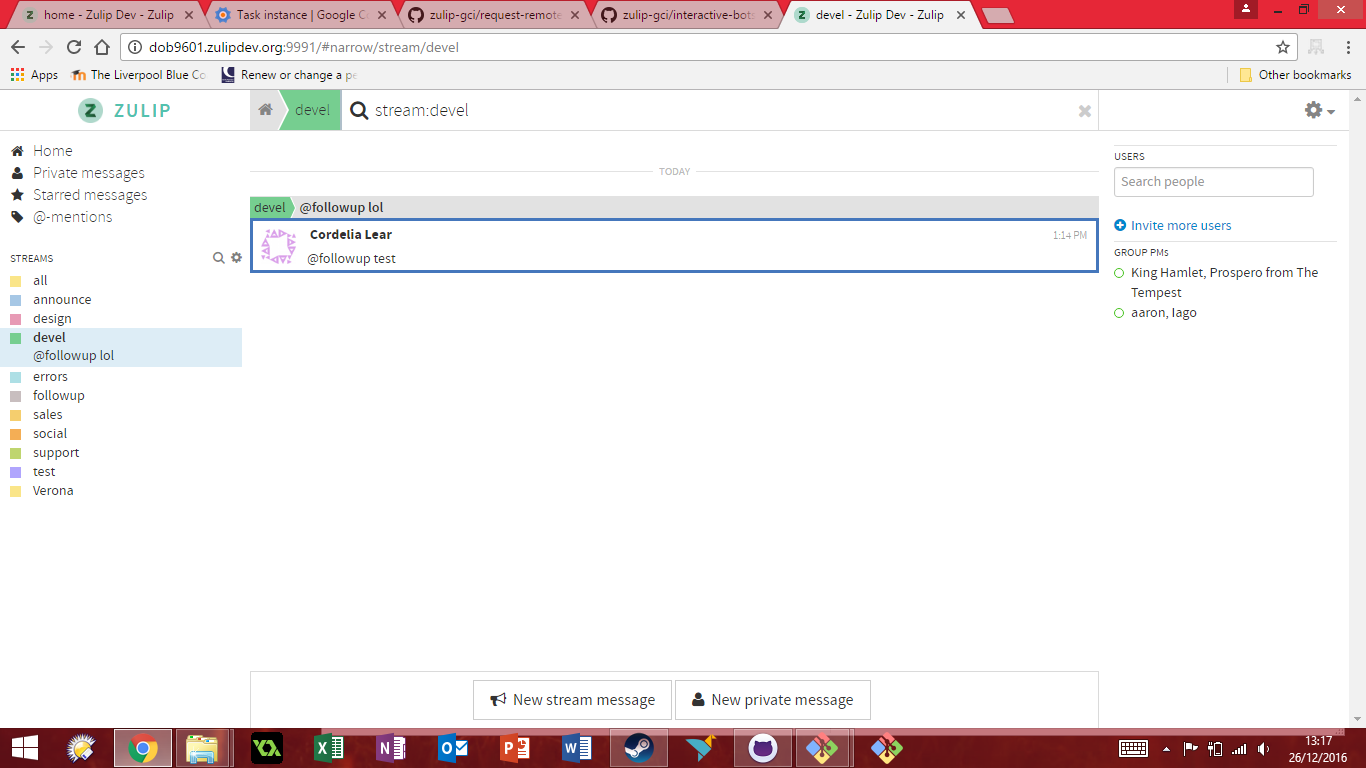 home - Zulip Dev - Zulip
Task instance | Google C
zulip-gci/request-remote
zulip-gci/interactive-bots
devel - Zulip Dev - Zulip
dob9601.zulipdev.org:9991/#narrow/stream/devel
Apps
The Liverpool Blue Co
Renew or change a pe
Other bookmarks
ZULIP
devel
stream:devel
Home
Private messages
Starred messages
@-mentions
STREAMS
all
announce
design
devel
@followup lol
errors
followup
sales
social
support
test
Verona
TODAY
devel
@followup lol
Cordelia Lear
1:14 PM
@followup test
New stream message
New private message
USERS
Search people
Invite more users
GROUP PMs
King Hamlet, Prospero from The
Tempest
aaron, Iago
13:17
26/12/2016